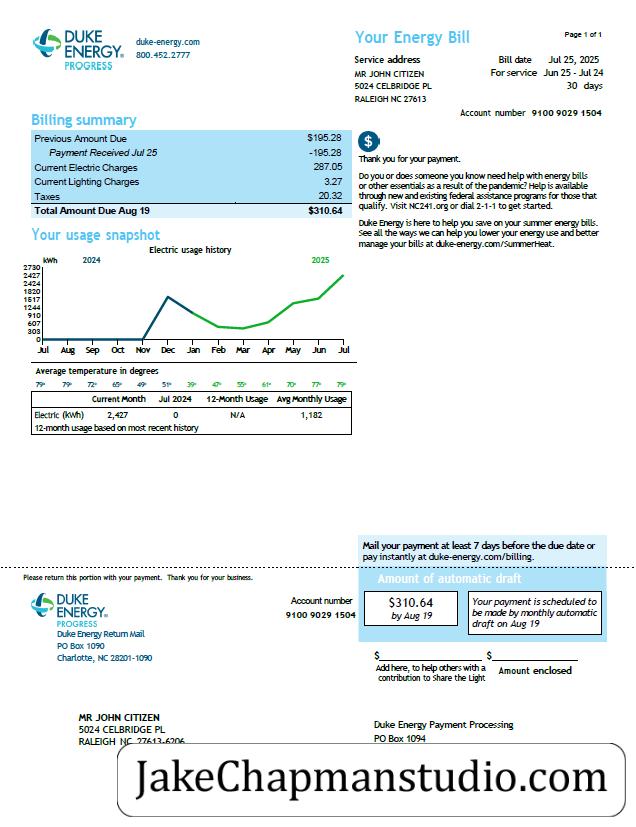 DUKE
ENERGY®
PROGRESS
duke-energy.com
800.452.2777
Your Energy Bill
Page 1 of 1
Service address
MR JOHN CITIZEN
5024 CELBRIDGE PL
RALEIGH NC 27613
Bill date Jul 25, 2025
For service Jun 25 - Jul 24
30 days
Account number 9100 9029 1504
Billing summary
Previous Amount Due $195.28
Payment Received Jul 25 -195.28
Current Electric Charges 287.05
Current Lighting Charges 3.27
Taxes 20.32
Total Amount Due Aug 19 $310.64
$
Thank you for your payment.
Do you or does someone you know need help with energy bills
or other essentials as a result of the pandemic? Help is available
through new and existing federal assistance programs for those that
qualify. Visit NC241.org or dial 2-1-1 to get started.
Duke Energy is here to help you save on your summer energy bills.
See all the ways we can help you lower your energy use and better
manage your bills at duke-energy.com/SummerHeat.
Your usage snapshot
Electric usage history
kWh 2024 2025
2730
2427
2124
1820
1517
1214
910
607
303
0
Jul Aug Sep Oct Nov Dec Jan Feb Mar Apr May Jun Jul
Average temperature in degrees
79° 79° 72° 65° 49° 51° 39° 47° 55° 61° 70° 77° 79°
Current Month Jul 2024 12-Month Usage Avg Monthly Usage
Electric (kWh) 2,427 0 N/A 1,182
12-month usage based on most recent history
Mail your payment at least 7 days before the due date or
pay instantly at duke-energy.com/billing.
Please return this portion with your payment. Thank you for your business.
Amount of automatic draft
DUKE
ENERGY®
PROGRESS
Duke Energy Return Mail
PO Box 1090
Charlotte, NC 28201-1090
Account number
9100 9029 1504
$310.64
by Aug 19
Your payment is scheduled to
be made by monthly automatic
draft on Aug 19
$ $
Add here, to help others with a
contribution to Share the Light
Amount enclosed
MR JOHN CITIZEN
5024 CELBRIDGE PL
RALEIGH NC 27613-6206
Duke Energy Payment Processing
PO Box 1094
JakeChapmanstudio.com